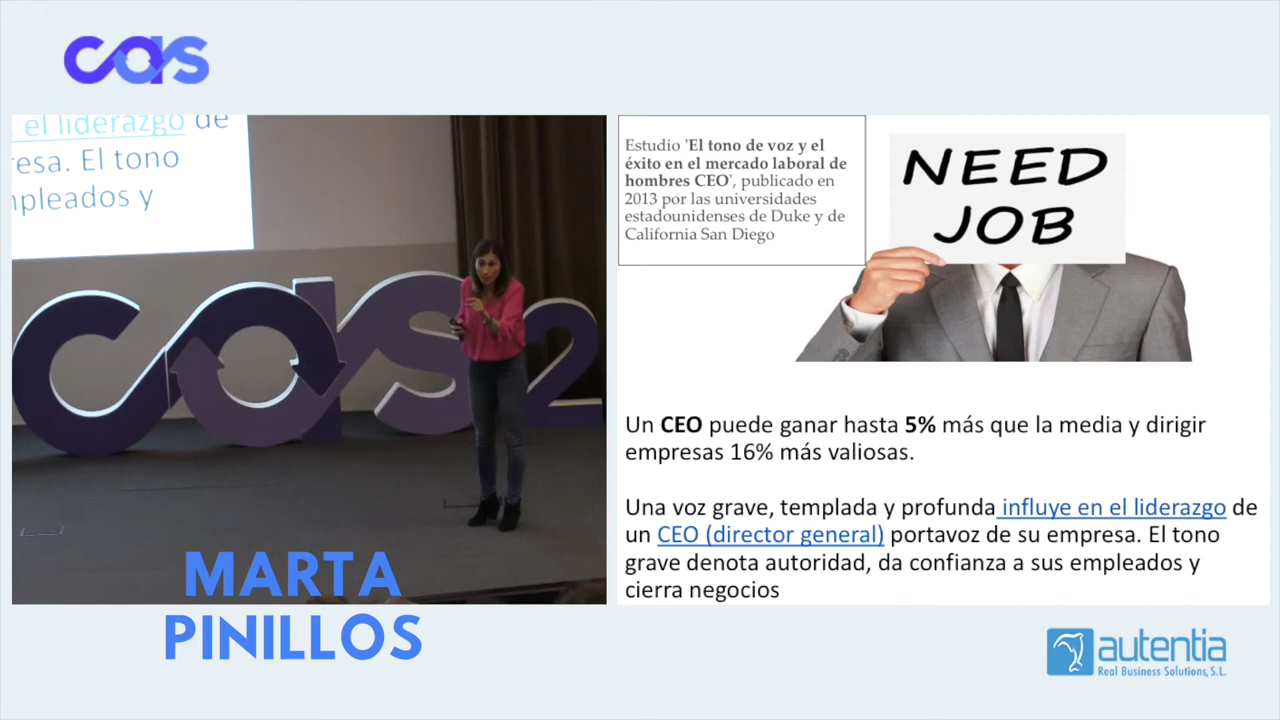 cas
el liderazgo de
esa. El tono
pleados y
cas2
MARTA
PINILLOS
Estudio 'El tono de voz y el
éxito en el mercado laboral de
hombres CEO', publicado en
2013 por las universidades
estadounidenses de Duke y de
California San Diego
NEED
JOB
Un CEO puede ganar hasta 5% más que la media y dirigir
empresas 16% más valiosas.
Una voz grave, templada y profunda influye en el liderazgo de
un CEO (director general) portavoz de su empresa. El tono
grave denota autoridad, da confianza a sus empleados y
cierra negocios
autentia
Real Business Solutions, S.L.